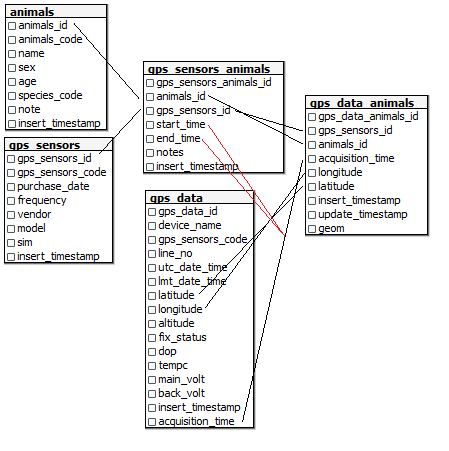 animals
animals_id
animals_code
name
sex
age
species_code
note
insert_timestamp
gps_sensors
gps_sensors_id
gps_sensors_code
purchase_date
frequency
vendor
model
sim
insert_timestamp
gps_sensors_animals
gps_sensors_animals_id
animals_id
gps_sensors_id
start_time
end_time
notes
insert_timestamp
gps_data
gps_data_id
device_name
gps_sensors_code
line_no
utc_date_time
lmt_date_time
latitude
longitude
altitude
fix_status
dop
tempc
main_volt
back_volt
insert_timestamp
acquisition_time
gps_data_animals
gps_data_animals_id
gps_sensors_id
animals_id
acquisition_time
longitude
latitude
insert_timestamp
update_timestamp
geom